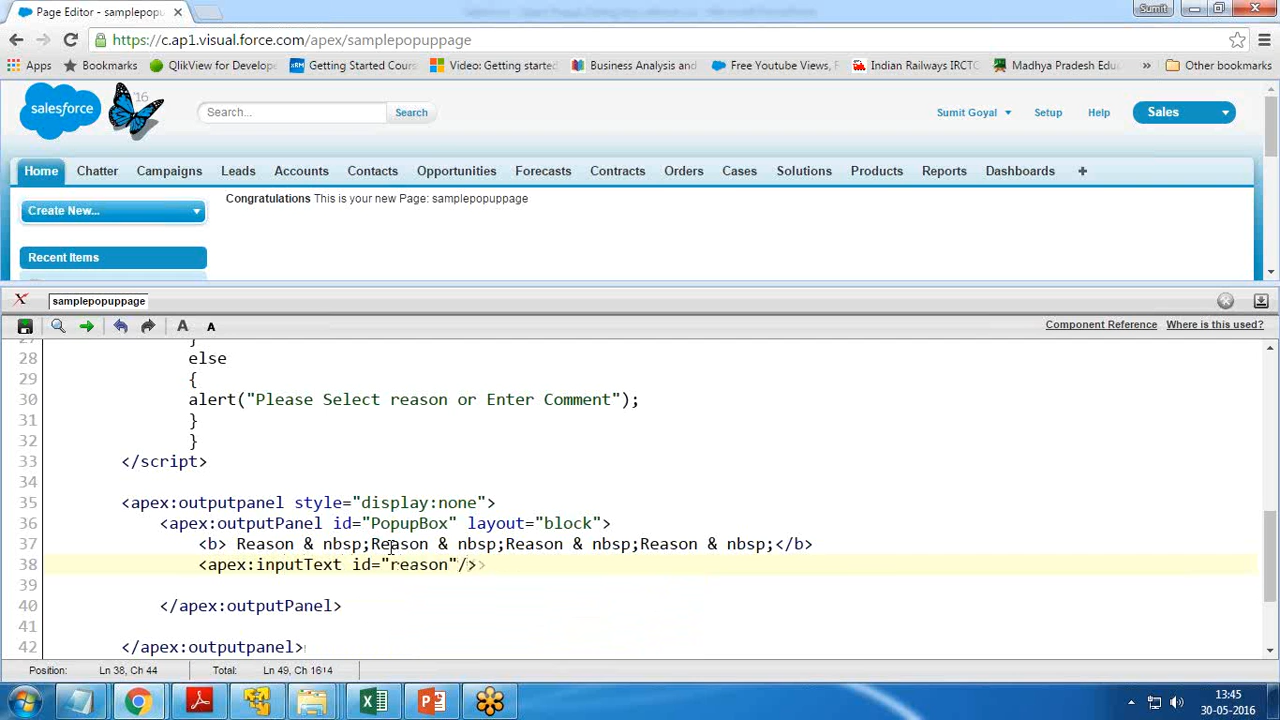 Page Editor - samplepopu
Sumit
https://c.ap1.visual.force.com/apex/samplepopuppage
Apps Bookmarks QlikView for Develope Getting Started Cours Video: Getting starte Business Analysis and Free Youtube Views, F Indian Railways IRCTC Madhya Pradesh Edu » Other bookmarks
salesforce '16 Search... Search Sumit Goyal Setup Help Sales
Home Chatter Campaigns Leads Accounts Contacts Opportunities Forecasts Contracts Orders Cases Solutions Products Reports Dashboards +
Create New...
Congratulations This is your new Page: samplepopuppage
Recent Items
samplepopuppage
Component Reference Where is this used?
27 }
28 else
29 {
30 alert("Please Select reason or Enter Comment");
31 }
32 }
33 </script>
34
35 <apex:outputpanel style="display:none">
36 <apex:outputPanel id="PopupBox" layout="block">
37 <b> Reason & nbsp;Reason & nbsp;Reason & nbsp;Reason & nbsp;</b>
38 <apex:inputText id="reason"/>>
39
40 </apex:outputPanel>
41
42 </apex:outputpanel>
Position: Ln 38, Ch 44 Total: Ln 49, Ch 1614
13:45
30-05-2016